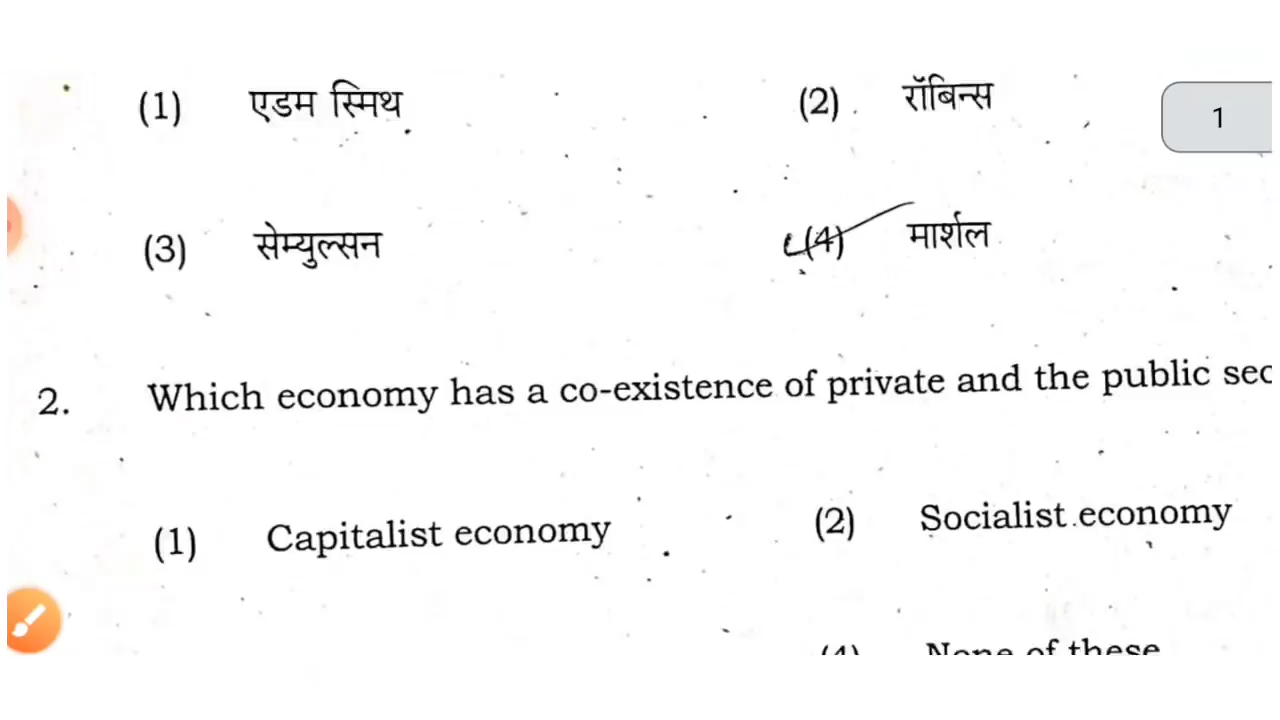 (1) एडम स्मिथ (2) रॉबिन्स
1
(3) सेम्युल्सन (4) मार्शल
2. Which economy has a co-existence of private and the public sec
(1) Capitalist economy (2) Socialist economy
(4) None of these